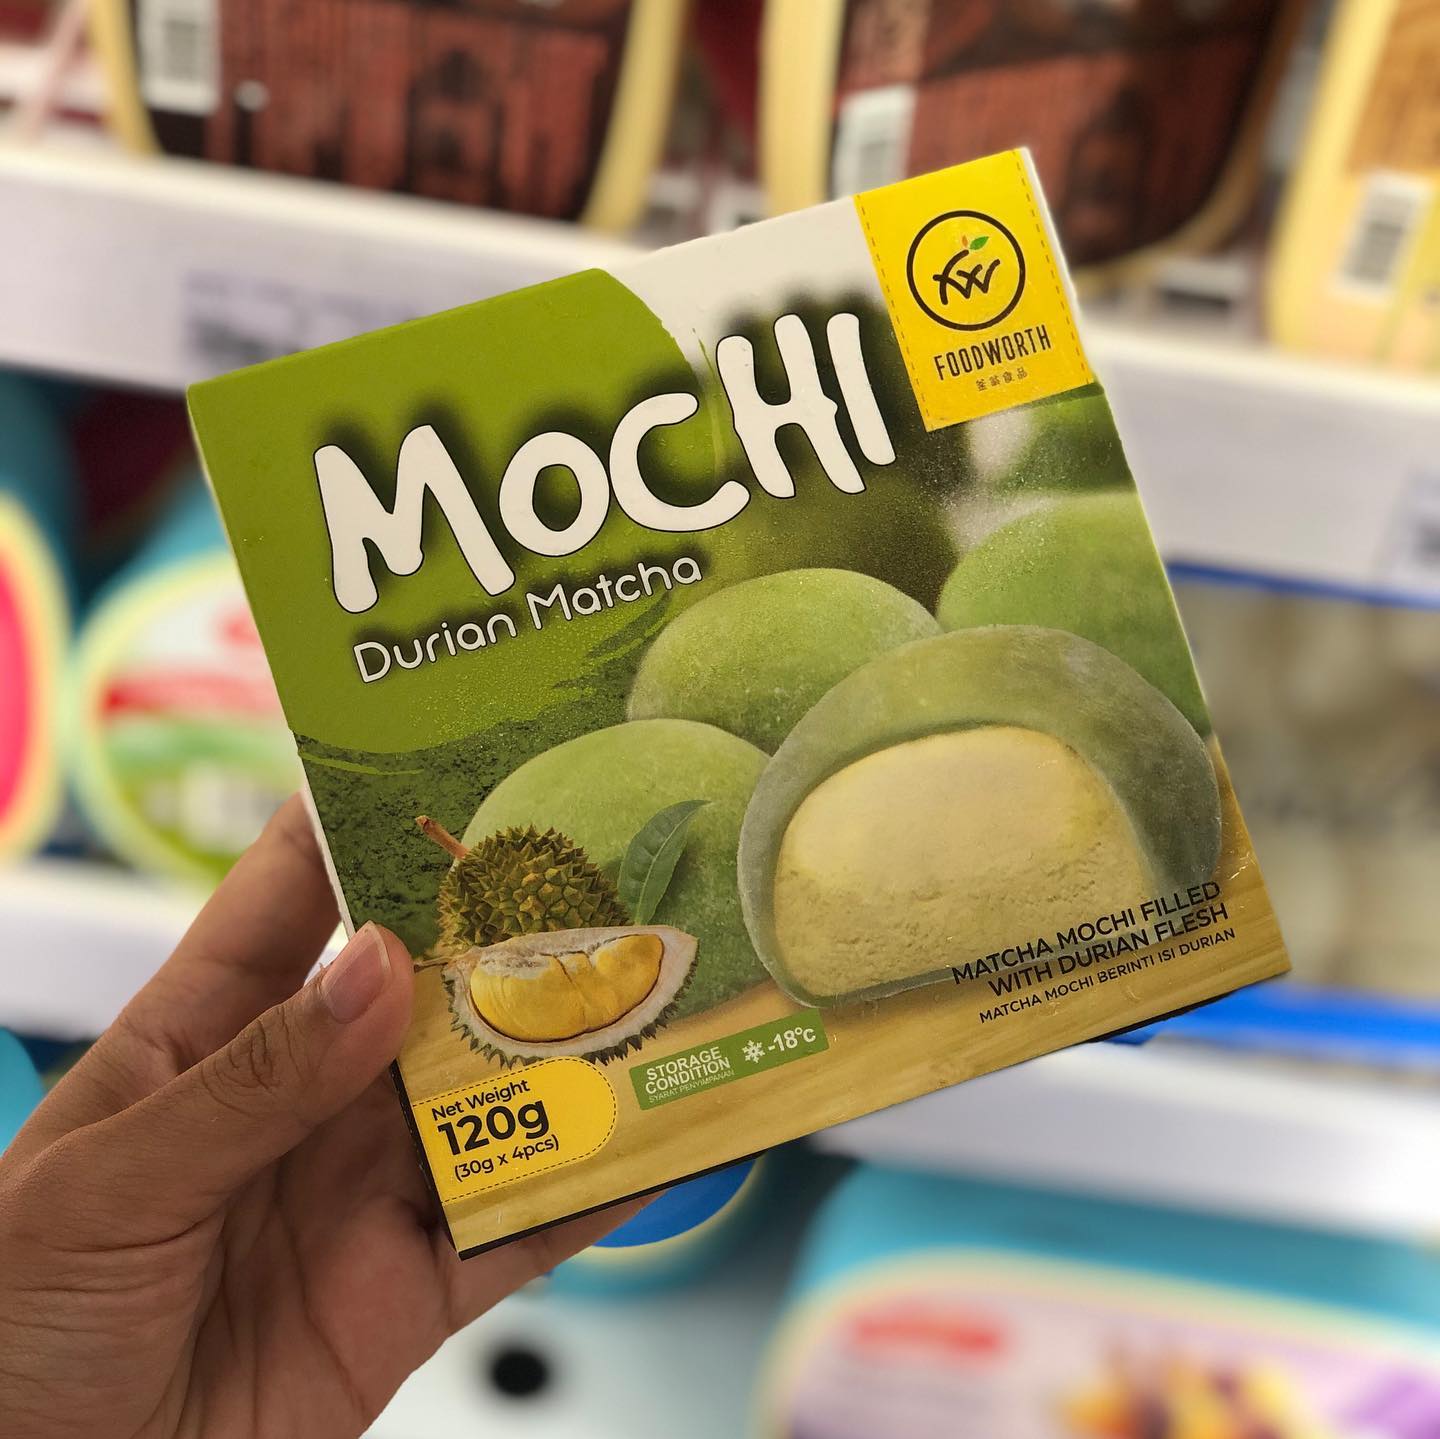 FW
FOODWORTH
MOCHI
Durian Matcha
MATCHA MOCHI FILLED
WITH DURIAN FLESH
MATCHA MOCHI BERINTI ISI DURIAN
STORAGE
CONDITION
SYARAT PENYIMPANAN
-18°C
Net Weight
120g
(30g x 4pcs)